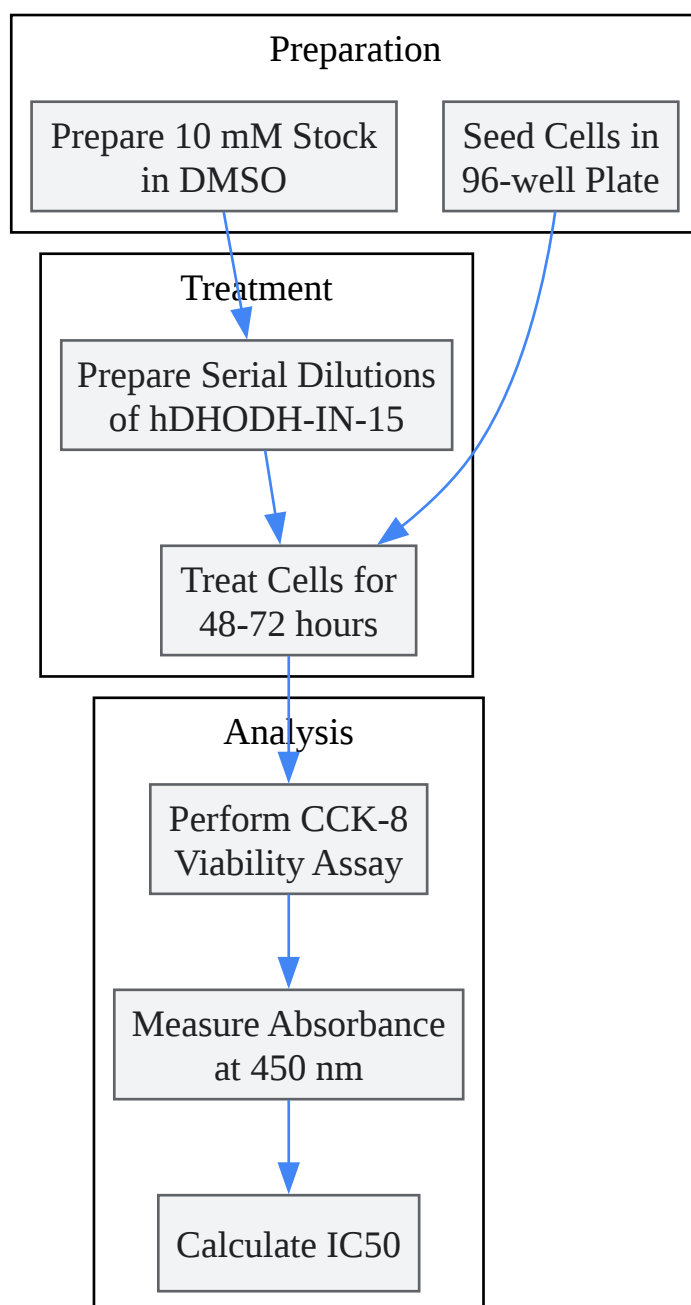 Preparation
Prepare 10 mM Stock
in DMSO
Seed Cells in
96-well Plate
Treatment
Prepare Serial Dilutions
of hDHODH-IN-15
Treat Cells for
48-72 hours
Analysis
Perform CCK-8
Viability Assay
Measure Absorbance
at 450 nm
Calculate IC50